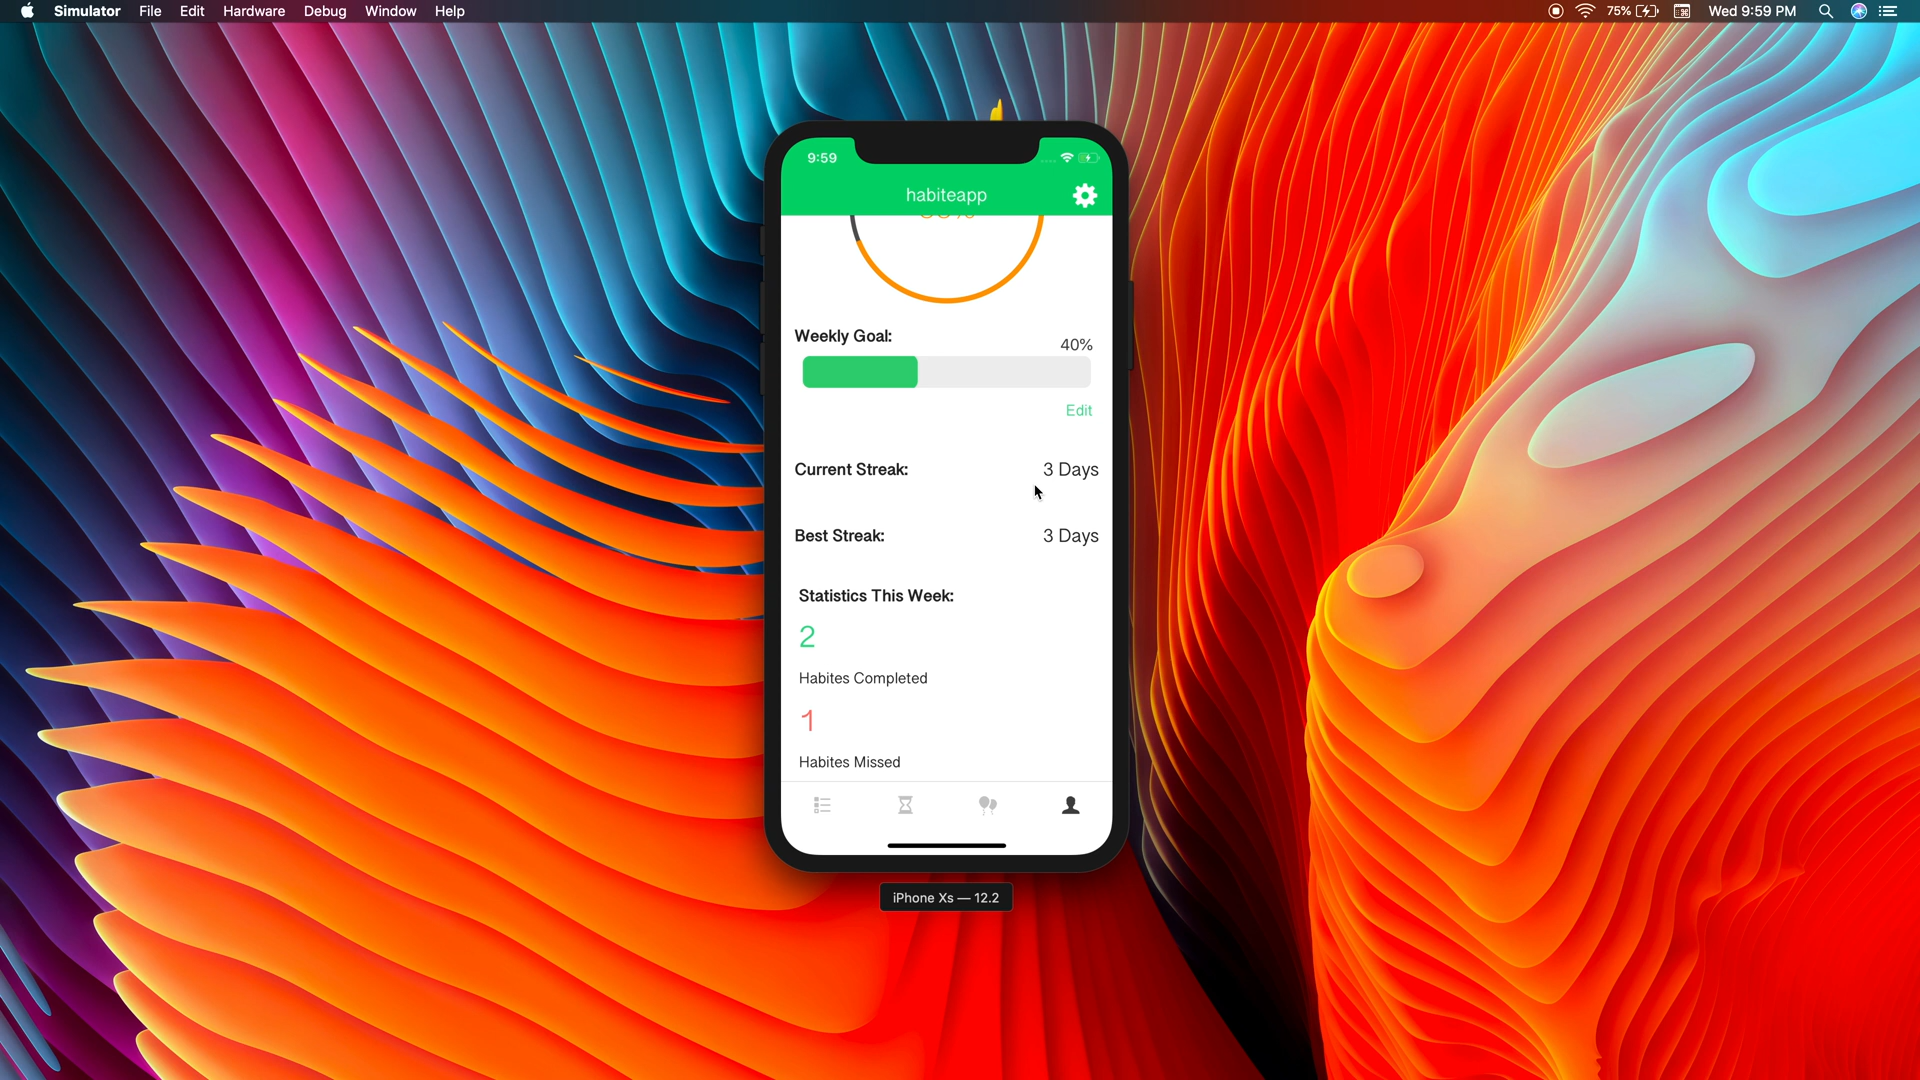 Simulator File Edit Hardware Debug Window Help
75% Wed 9:59 PM
9:59
habiteapp
Weekly Goal:
40%
Edit
Current Streak: 3 Days
Best Streak: 3 Days
Statistics This Week:
2
Habites Completed
1
Habites Missed
iPhone Xs — 12.2